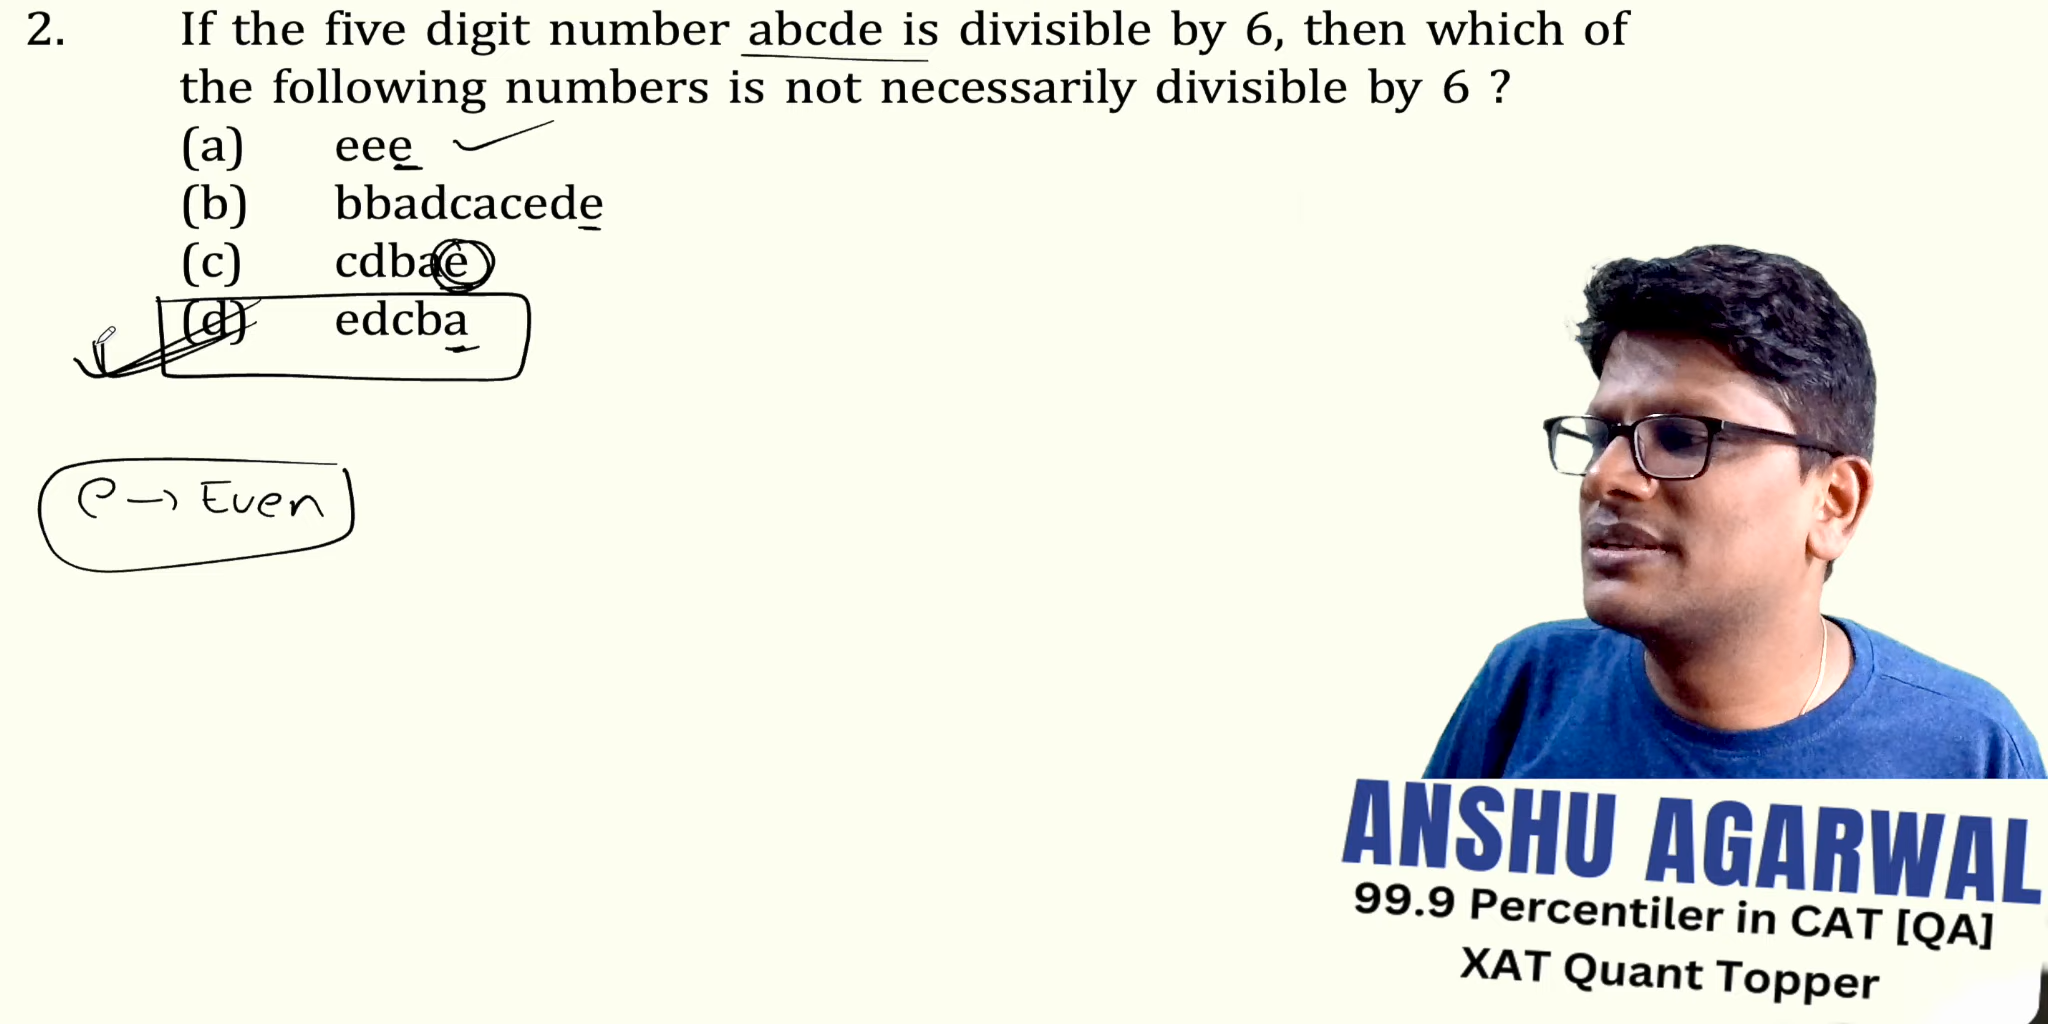 2. If the five digit number abcde is divisible by 6, then which of
the following numbers is not necessarily divisible by 6 ?
(a) eee
(b) bbadcacede
(c) cdbae
(d) edcba
e → Even
ANSHU AGARWAL
99.9 Percentiler in CAT [QA]
XAT Quant Topper